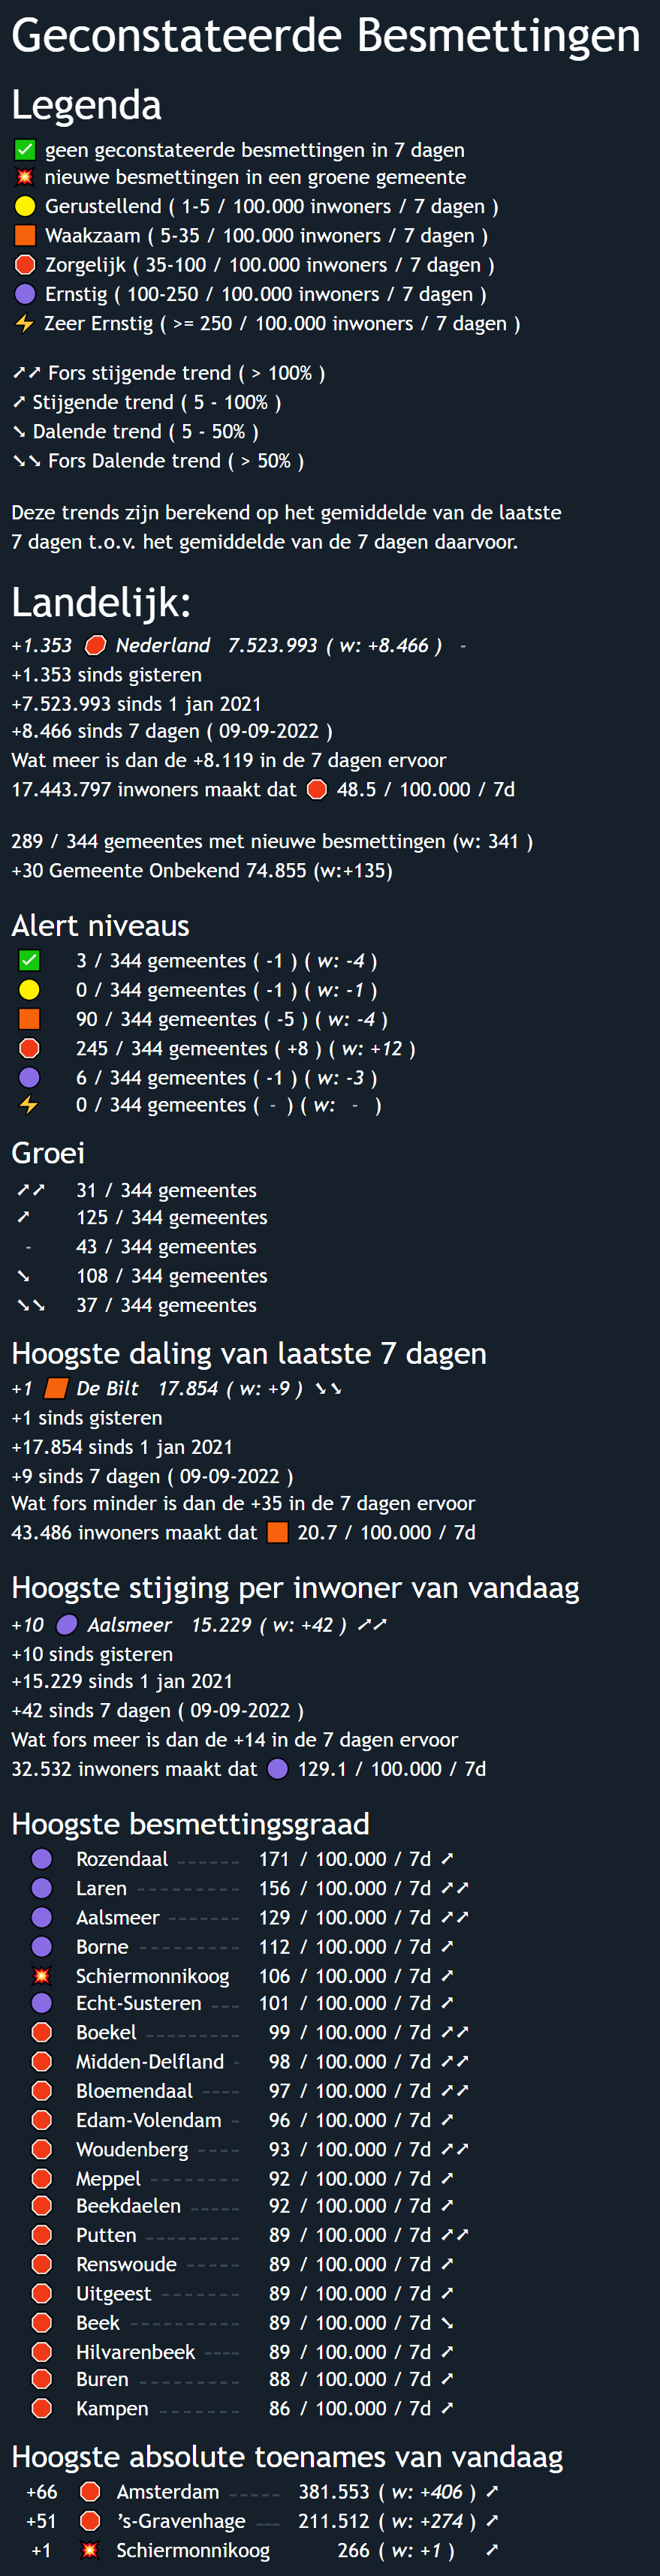 Geconstateerde Besmettingen
Legenda
✅ geen geconstateerde besmettingen in 7 dagen
💥 nieuwe besmettingen in een groene gemeente
🟡 Gerustellend ( 1-5 / 100.000 inwoners / 7 dagen )
🟧 Waakzaam ( 5-35 / 100.000 inwoners / 7 dagen )
🛑 Zorgelijk ( 35-100 / 100.000 inwoners / 7 dagen )
🟣 Ernstig ( 100-250 / 100.000 inwoners / 7 dagen )
⚡ Zeer Ernstig ( >= 250 / 100.000 inwoners / 7 dagen )
➚➚ Fors stijgende trend ( > 100% )
➚ Stijgende trend ( 5 - 100% )
➘ Dalende trend ( 5 - 50% )
➘➘ Fors Dalende trend ( > 50% )
Deze trends zijn berekend op het gemiddelde van de laatste
7 dagen t.o.v. het gemiddelde van de 7 dagen daarvoor.
Landelijk:
+1.353 🛑 Nederland 7.523.993 ( w: +8.466 ) -
+1.353 sinds gisteren
+7.523.993 sinds 1 jan 2021
+8.466 sinds 7 dagen ( 09-09-2022 )
Wat meer is dan de +8.119 in de 7 dagen ervoor
17.443.797 inwoners maakt dat 🛑 48.5 / 100.000 / 7d
289 / 344 gemeentes met nieuwe besmettingen (w: 341 )
+30 Gemeente Onbekend 74.855 (w:+135)
Alert niveaus
✅ 3 / 344 gemeentes ( -1 ) ( w: -4 )
🟡 0 / 344 gemeentes ( -1 ) ( w: -1 )
🟧 90 / 344 gemeentes ( -5 ) ( w: -4 )
🛑 245 / 344 gemeentes ( +8 ) ( w: +12 )
🟣 6 / 344 gemeentes ( -1 ) ( w: -3 )
⚡ 0 / 344 gemeentes ( - ) ( w: - )
Groei
➚➚ 31 / 344 gemeentes
➚ 125 / 344 gemeentes
- 43 / 344 gemeentes
➘ 108 / 344 gemeentes
➘➘ 37 / 344 gemeentes
Hoogste daling van laatste 7 dagen
+1 🟧 De Bilt 17.854 ( w: +9 ) ➘➘
+1 sinds gisteren
+17.854 sinds 1 jan 2021
+9 sinds 7 dagen ( 09-09-2022 )
Wat fors minder is dan de +35 in de 7 dagen ervoor
43.486 inwoners maakt dat 🟧 20.7 / 100.000 / 7d
Hoogste stijging per inwoner van vandaag
+10 🟣 Aalsmeer 15.229 ( w: +42 ) ➚➚
+10 sinds gisteren
+15.229 sinds 1 jan 2021
+42 sinds 7 dagen ( 09-09-2022 )
Wat fors meer is dan de +14 in de 7 dagen ervoor
32.532 inwoners maakt dat 🟣 129.1 / 100.000 / 7d
Hoogste besmettingsgraad
🟣 Rozendaal ------ 171 / 100.000 / 7d ➚
🟣 Laren ---------- 156 / 100.000 / 7d ➚➚
🟣 Aalsmeer ------- 129 / 100.000 / 7d ➚➚
🟣 Borne ---------- 112 / 100.000 / 7d ➚
💥 Schiermonnikoog 106 / 100.000 / 7d ➚
🟣 Echt-Susteren --- 101 / 100.000 / 7d ➚
🛑 Boekel --------- 99 / 100.000 / 7d ➚➚
🛑 Midden-Delfland - 98 / 100.000 / 7d ➚➚
🛑 Bloemendaal ---- 97 / 100.000 / 7d ➚➚
🛑 Edam-Volendam - 96 / 100.000 / 7d ➚
🛑 Woudenberg ---- 93 / 100.000 / 7d ➚➚
🛑 Meppel -------- 92 / 100.000 / 7d ➚
🛑 Beekdaelen ----- 92 / 100.000 / 7d ➚
🛑 Putten --------- 89 / 100.000 / 7d ➚➚
🛑 Renswoude ----- 89 / 100.000 / 7d ➚
🛑 Uitgeest ------- 89 / 100.000 / 7d ➚
🛑 Beek ---------- 89 / 100.000 / 7d ➘
🛑 Hilvarenbeek ---- 89 / 100.000 / 7d ➚
🛑 Buren --------- 88 / 100.000 / 7d ➚
🛑 Kampen ------- 86 / 100.000 / 7d ➚
Hoogste absolute toenames van vandaag
+66 🛑 Amsterdam ----- 381.553 ( w: +406 ) ➚
+51 🛑 's-Gravenhage --- 211.512 ( w: +274 ) ➚
+1 💥 Schiermonnikoog 266 ( w: +1 ) ➚